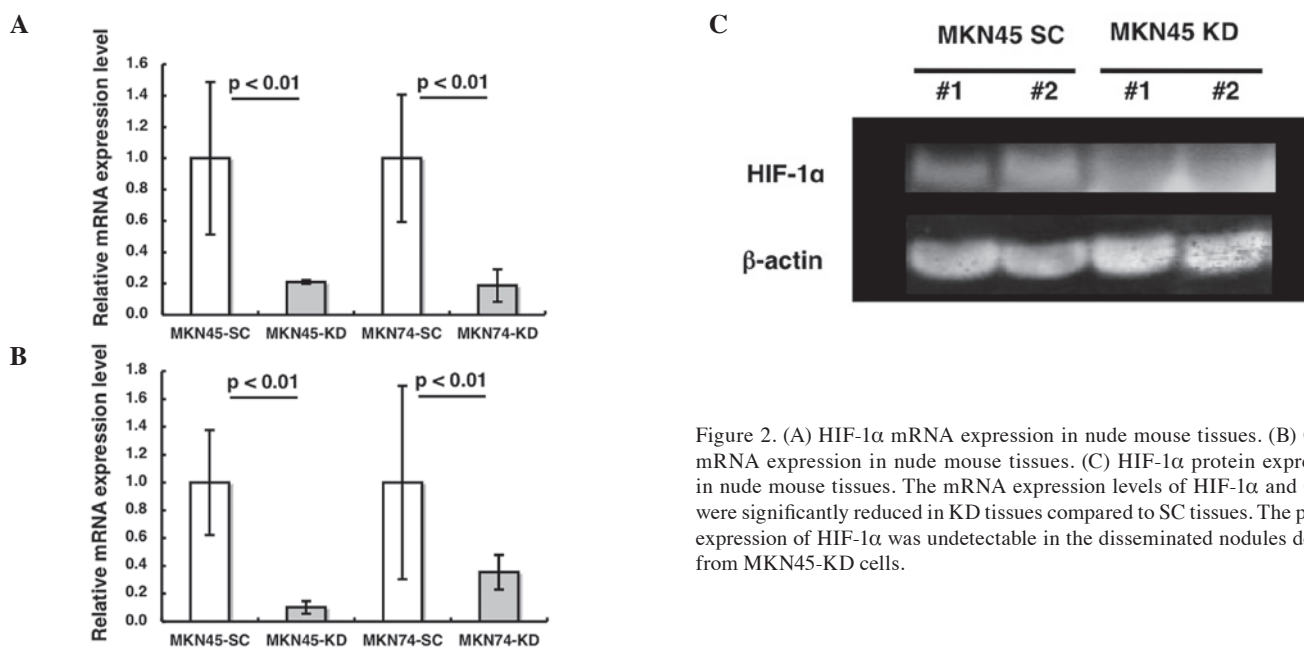 A
Relative mRNA expression level
1.6
1.4
1.2
1.0
0.8
0.6
0.4
0.2
0.0
p < 0.01
p < 0.01
MKN45-SC MKN45-KD MKN74-SC MKN74-KD
B
Relative mRNA expression level
1.8
1.6
1.4
1.2
1.0
0.8
0.6
0.4
0.2
0.0
p < 0.01
p < 0.01
MKN45-SC MKN45-KD MKN74-SC MKN74-KD
C
MKN45 SC MKN45 KD
#1 #2 #1 #2
HIF-1α
β-actin
Figure 2. (A) HIF-1α mRNA expression in nude mouse tissues. (B)
mRNA expression in nude mouse tissues. (C) HIF-1α protein expre
in nude mouse tissues. The mRNA expression levels of HIF-1α and
were significantly reduced in KD tissues compared to SC tissues. The p
expression of HIF-1α was undetectable in the disseminated nodules d
from MKN45-KD cells.